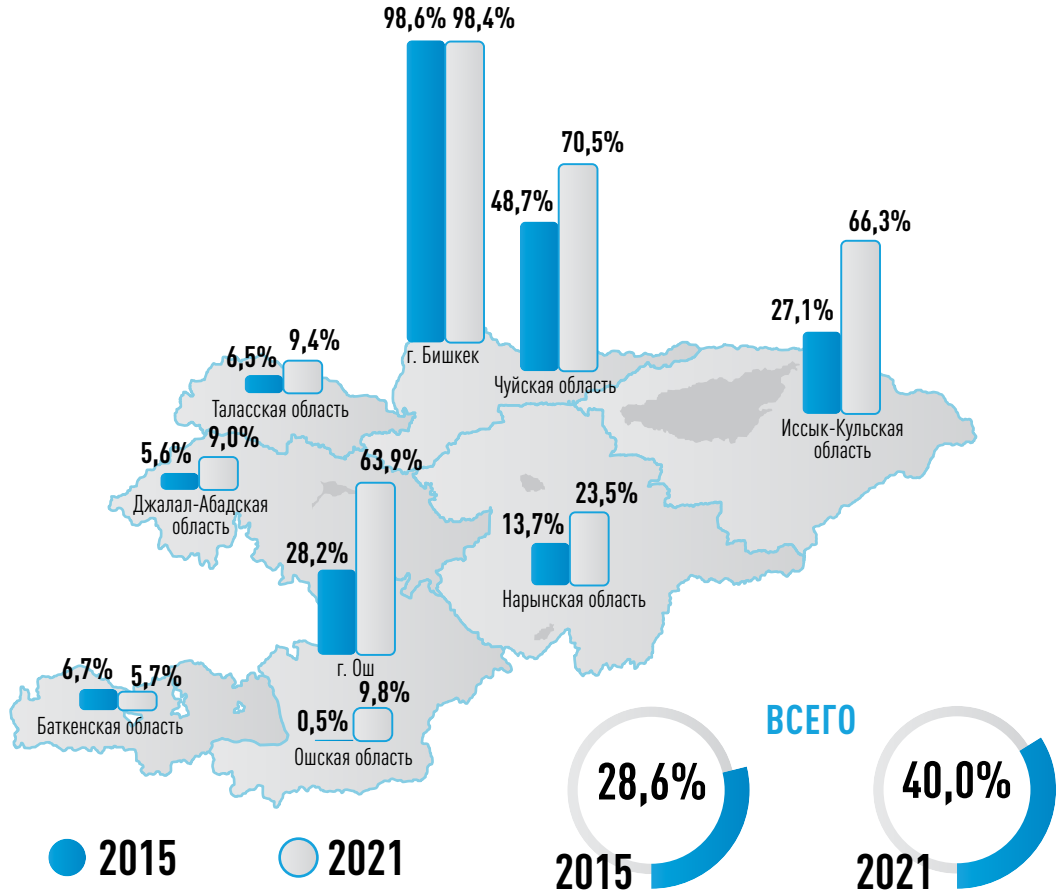 98,6% 98,4%
г. Бишкек
48,7% 70,5%
Чуйская область
27,1% 66,3%
Иссык-Кульская
область
6,5% 9,4%
Таласская область
5,6% 9,0%
Джалал-Абадская
область
28,2% 63,9%
г. Ош
13,7% 23,5%
Нарынская область
6,7% 5,7%
Баткенская область
0,5% 9,8%
Ошская область
ВСЕГО
28,6%
2015
40,0%
2021
2015
2021